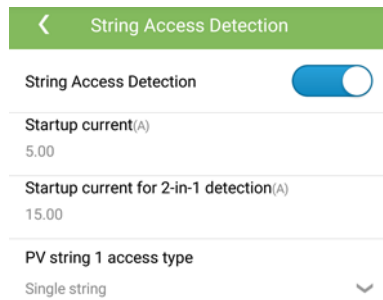 String Access Detection
String Access Detection
Startup current(A)
5.00
Startup current for 2-in-1 detection(A)
15.00
PV string 1 access type
Single string